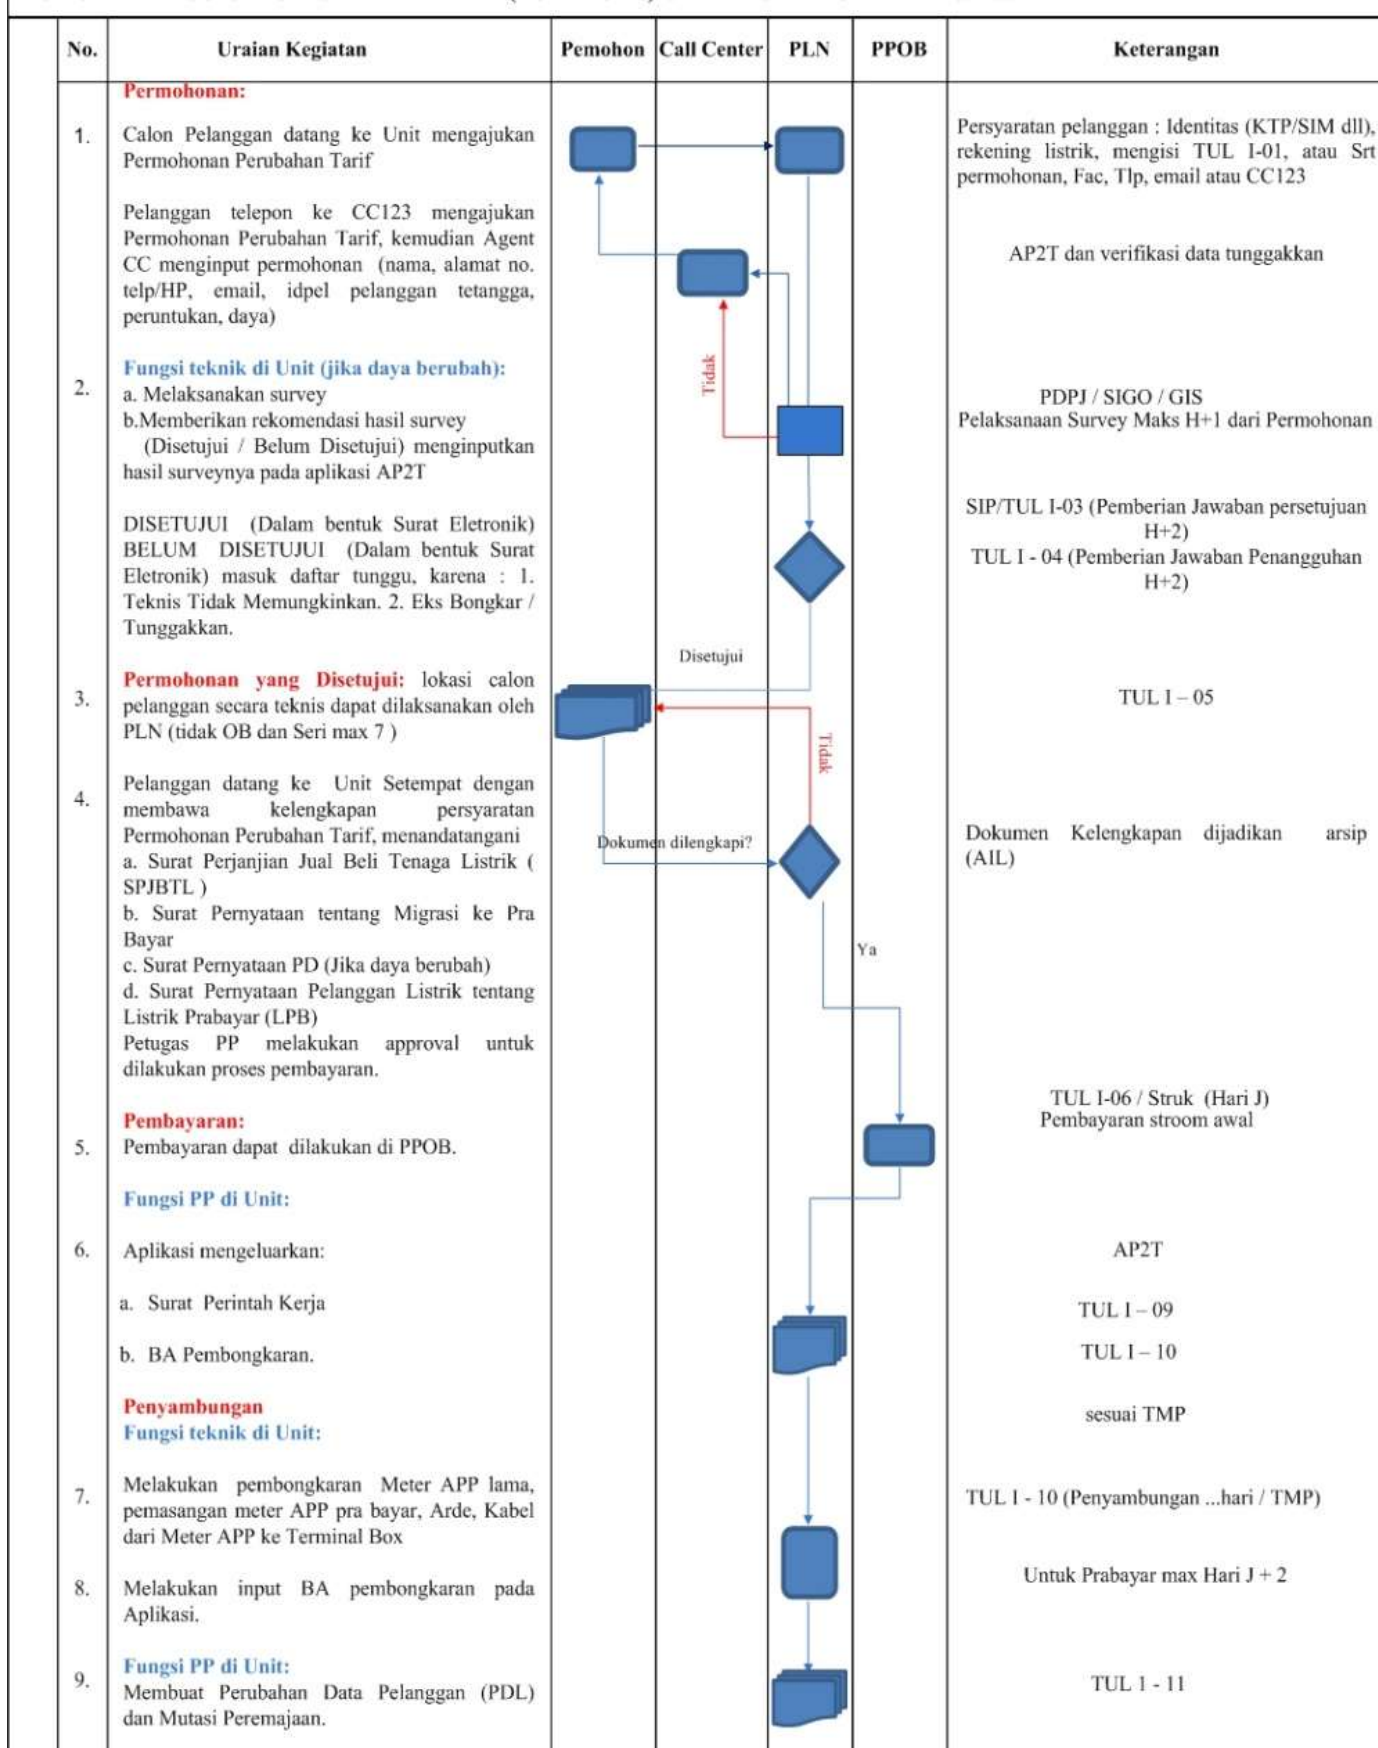 No.
Uraian Kegiatan
Pemohon
Call Center
PLN
PPOB
Keterangan
Permohonan:
1.
Calon Pelanggan datang ke Unit mengajukan
Permohonan Perubahan Tarif
Persyaratan pelanggan : Identitas (KTP/SIM dll),
rekening listrik, mengisi TUL I-01, atau Srt
permohonan, Fac, Tlp, email atau CC123
Pelanggan telepon ke CC123 mengajukan
Permohonan Perubahan Tarif, kemudian Agent
CC menginput permohonan (nama, alamat no.
telp/HP, email, idpel pelanggan tetangga,
peruntukan, daya)
AP2T dan verifikasi data tunggakkan
Tidak
Fungsi teknik di Unit (jika daya berubah):
2.
a. Melaksanakan survey
b.Memberikan rekomendasi hasil survey
(Disetujui / Belum Disetujui) menginputkan
hasil surveynya pada aplikasi AP2T
PDPJ / SIGO / GIS
Pelaksanaan Survey Maks H+1 dari Permohonan
DISETUJUI (Dalam bentuk Surat Eletronik)
BELUM DISETUJUI (Dalam bentuk Surat
Eletronik) masuk daftar tunggu, karena : 1.
Teknis Tidak Memungkinkan. 2. Eks Bongkar /
Tunggakkan.
SIP/TUL I-03 (Pemberian Jawaban persetujuan
H+2)
TUL I - 04 (Pemberian Jawaban Penangguhan
H+2)
Disetujui
3.
Permohonan yang Disetujui: lokasi calon
pelanggan secara teknis dapat dilaksanakan oleh
PLN (tidak OB dan Seri max 7 )
TUL I – 05
Tidak
4.
Pelanggan datang ke Unit Setempat dengan
membawa kelengkapan persyaratan
Permohonan Perubahan Tarif, menandatangani
a. Surat Perjanjian Jual Beli Tenaga Listrik (
SPJBTL )
b. Surat Pernyataan tentang Migrasi ke Pra
Bayar
c. Surat Pernyataan PD (Jika daya berubah)
d. Surat Pernyataan Pelanggan Listrik tentang
Listrik Prabayar (LPB)
Petugas PP melakukan approval untuk
dilakukan proses pembayaran.
Dokumen dilengkapi?
Dokumen Kelengkapan dijadikan arsip
(AIL)
Ya
Pembayaran:
5.
Pembayaran dapat dilakukan di PPOB.
TUL I-06 / Struk (Hari J)
Pembayaran stroom awal
Fungsi PP di Unit:
6.
Aplikasi mengeluarkan:
AP2T
a. Surat Perintah Kerja
TUL I – 09
b. BA Pembongkaran.
TUL I – 10
Penyambungan
Fungsi teknik di Unit:
sesuai TMP
7.
Melakukan pembongkaran Meter APP lama,
pemasangan meter APP pra bayar, Arde, Kabel
dari Meter APP ke Terminal Box
TUL I - 10 (Penyambungan ...hari / TMP)
8.
Melakukan input BA pembongkaran pada
Aplikasi.
Untuk Prabayar max Hari J + 2
Fungsi PP di Unit:
9.
Membuat Perubahan Data Pelanggan (PDL)
dan Mutasi Peremajaan.
TUL 1 - 11